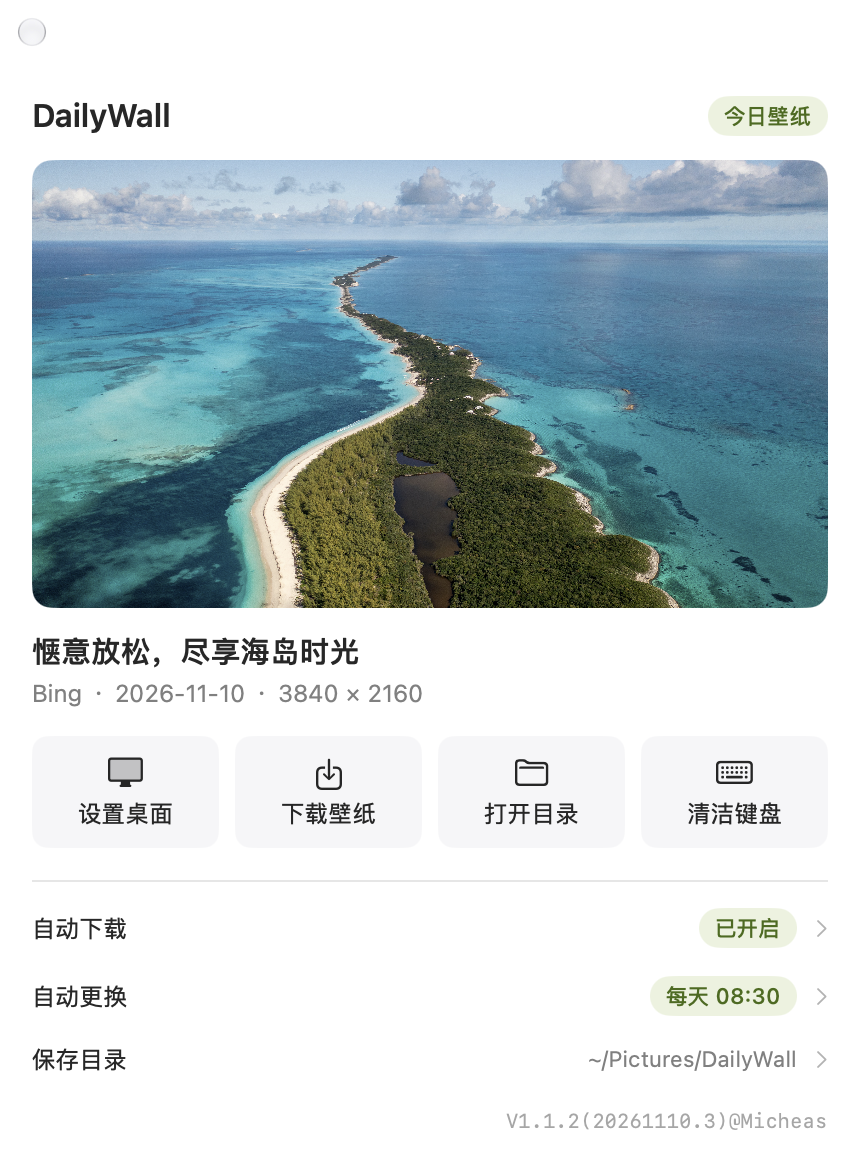 DailyWall
今日壁纸
惬意放松，尽享海岛时光
Bing · 2026-11-10 · 3840 × 2160
设置桌面
下载壁纸
打开目录
清洁键盘
自动下载
已开启
自动更换
每天 08:30
保存目录
~/Pictures/DailyWall
V1.1.2(20261110.3)@Micheas